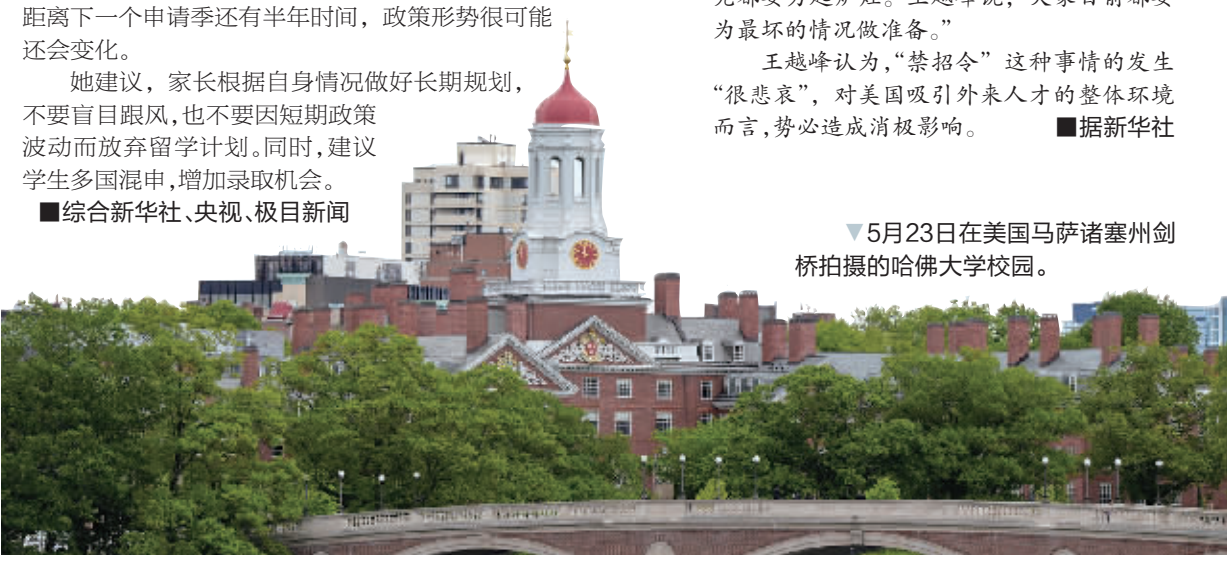 距离下一个申请季还有半年时间，政策形势很可能
还会变化。
她建议，家长根据自身情况做好长期规划，
不要盲目跟风，也不要因短期政策
波动而放弃留学计划。同时，建议
学生多国混申，增加录取机会。
■综合新华社、央视、极目新闻
为最坏的情况做准备。”
王越峰认为，“禁招令”这种事情的发生
“很悲哀”，对美国吸引外来人才的整体环境
而言，势必造成消极影响。 ■据新华社
▼5月23日在美国马萨诸塞州剑
桥拍摄的哈佛大学校园。